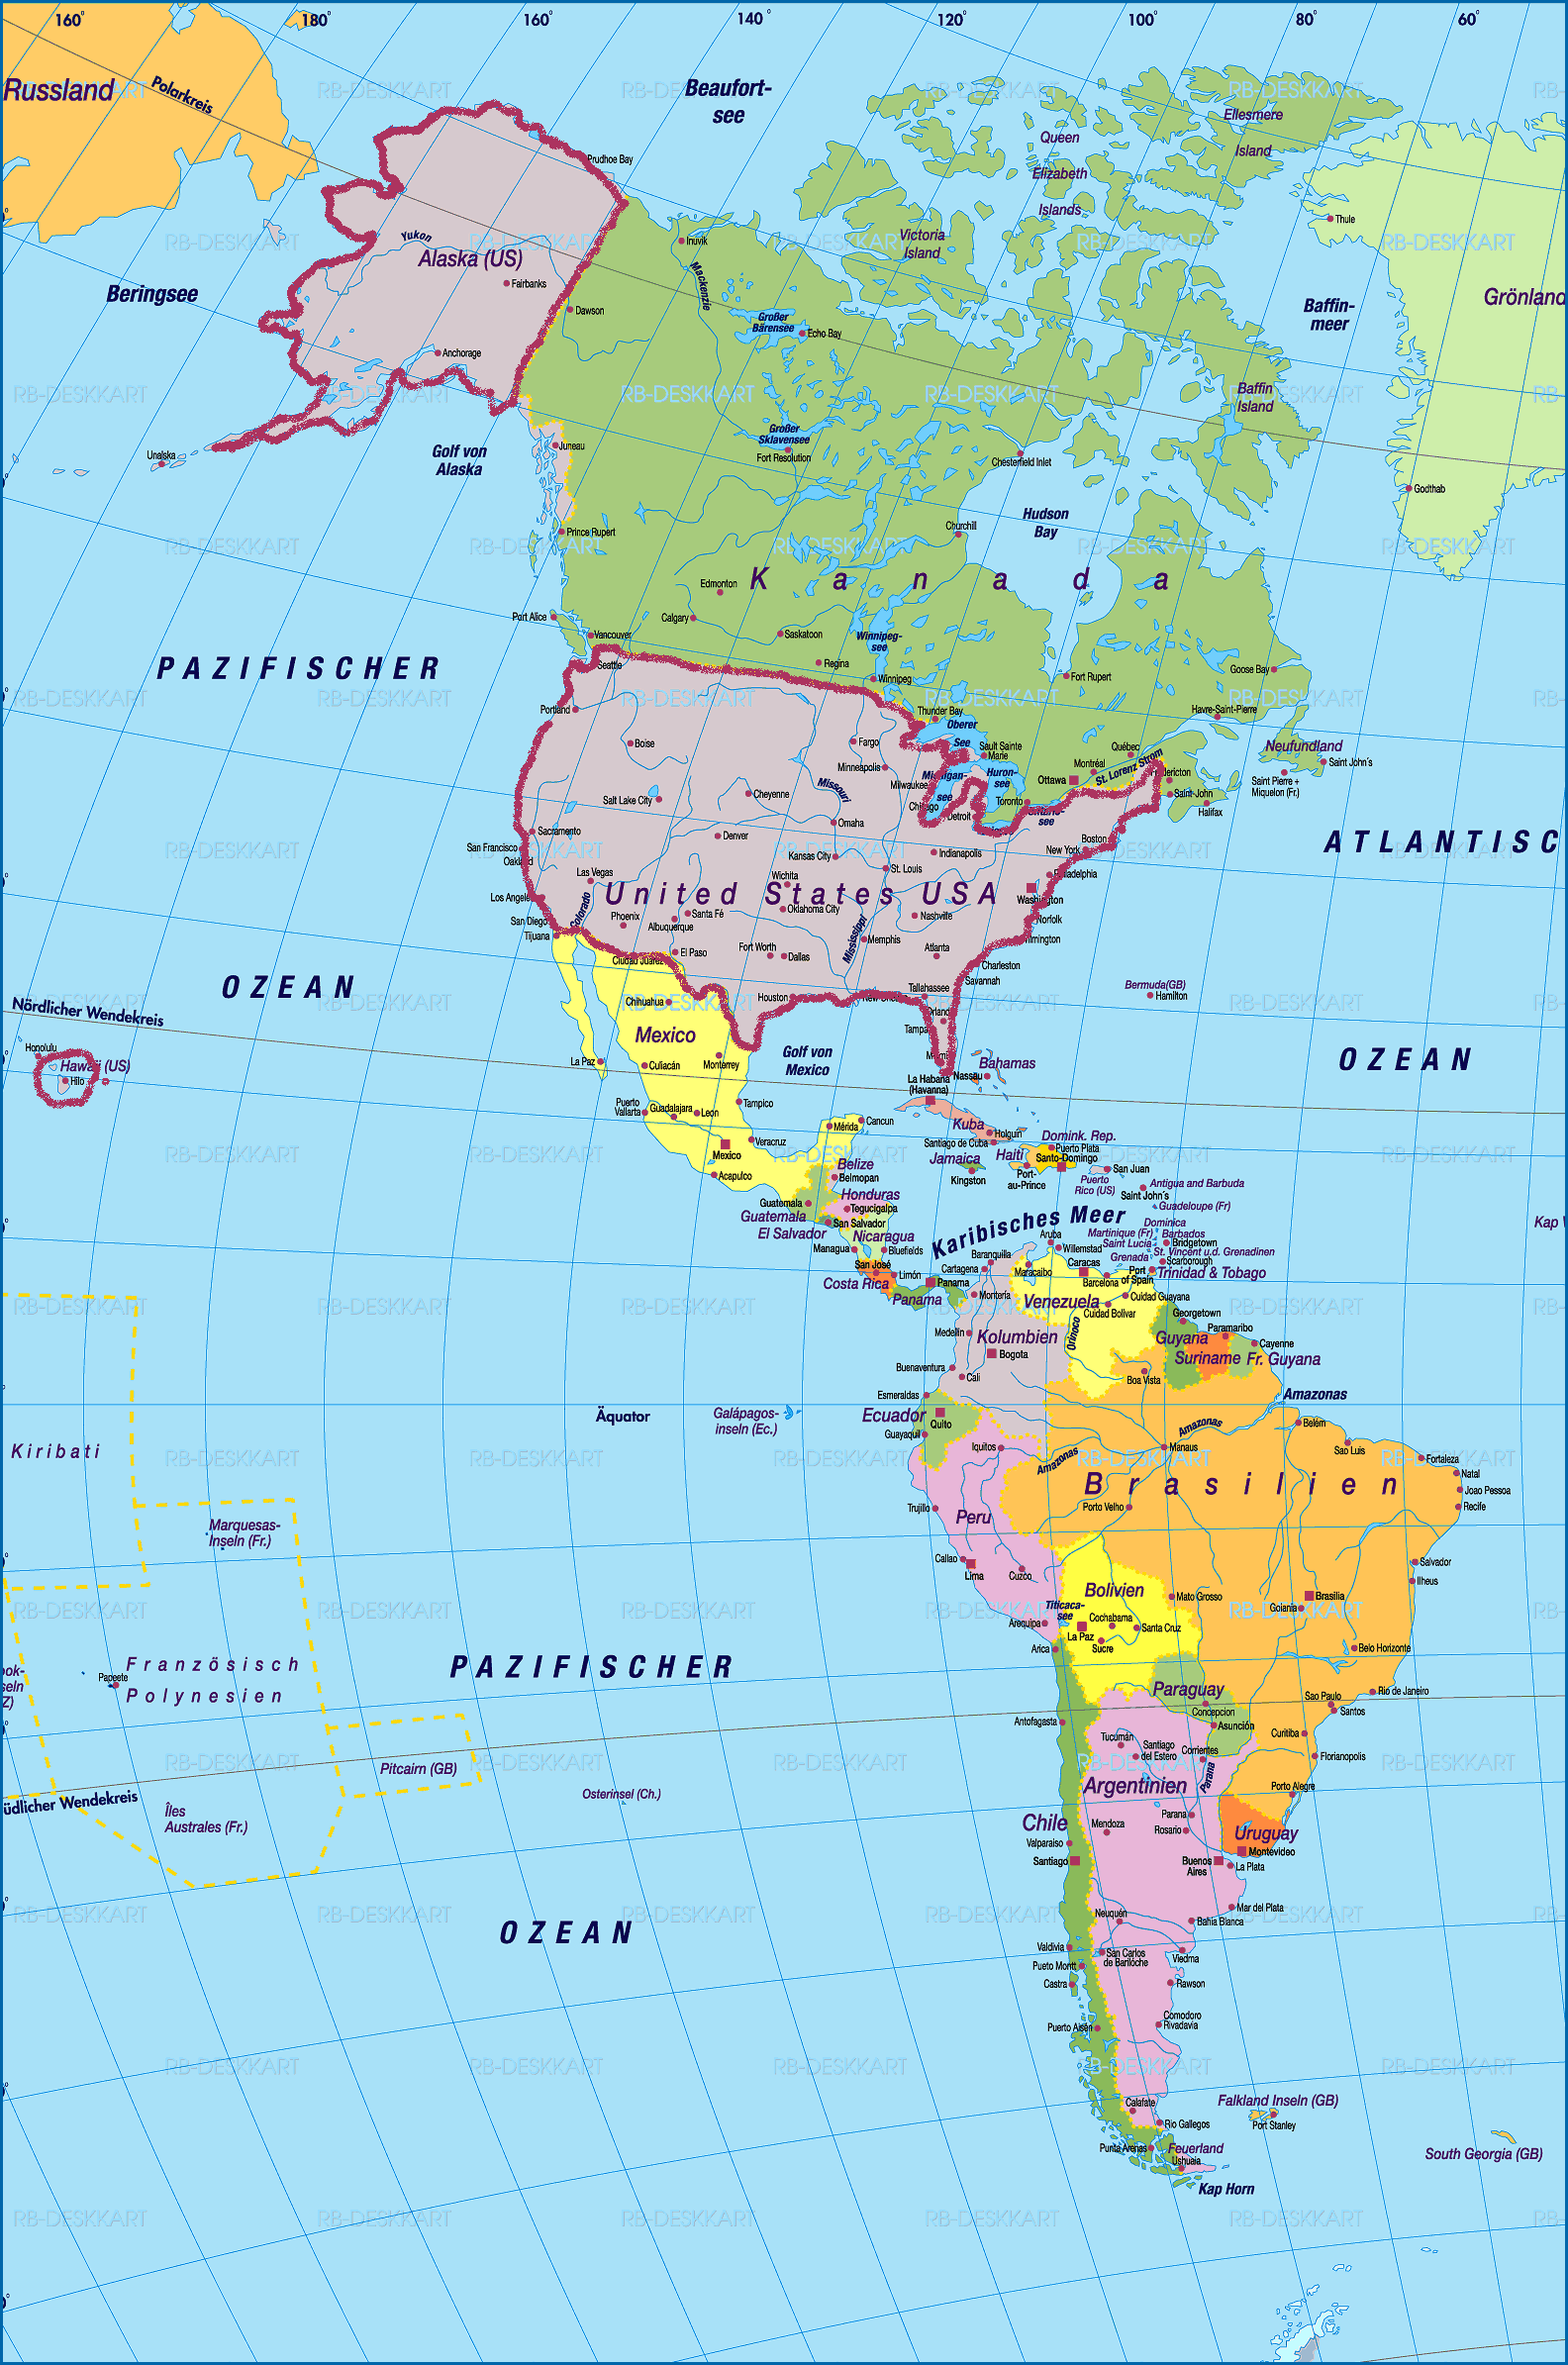 160°
180°
160°
140°
120°
100°
80°
60°
Russland
Polarkreis
Beaufort-
see
Ellesmere
Island
Queen
Elizabeth
Islands
Prudhoe Bay
Thule
Inuvik
Victoria
Island
Yukon
Alaska (US)
Mackenzie
Fairbanks
Beringsee
Dawson
Großer
Bärensee
Echo Bay
Baffin-
meer
Grönland
Anchorage
Baffin
Island
Golf von
Alaska
Unalska
Juneau
Großer
Sklavensee
Fort Resolution
Chesterfield Inlet
Godthab
Prince Rupert
Churchill
Hudson
Bay
Kanada
Edmonton
Port Alice
Calgary
Vancouver
Saskatoon
Winnipeg-
see
Regina
Winnipeg
Seattle
Fort Rupert
Goose Bay
PAZIFISCHER
Portland
Thunder Bay
Oberer
See
Havre-Saint-Pierre
Boise
Fargo
Sault Sainte
Marie
Québec
Neufundland
Saint John's
Minneapolis
Montréal
St. Lorenz Strom
Ottawa
Huron-
see
Saint Pierre +
Miquelon (Fr.)
Milwaukee
Missouri
Salt Lake City
Cheyenne
Toronto
Saint-John
Halifax
Detroit
Omaha
Denver
Sacramento
San Francisco
Boston
New York
ATLANTISC
Kansas City
Indianapolis
St. Louis
Las Vegas
Wichita
United States USA
Los Angeles
Colorado
Santa Fé
Oklahoma City
Phoenix
Albuquerque
Nashville
Norfolk
San Diego
Tijuana
Mississippi
Memphis
El Paso
Fort Worth
Dallas
Atlanta
Ciudad Juárez
Charleston
Savannah
OZEAN
Nördlicher Wendekreis
Chihuahua
Houston
Tallahassee
Bermuda(GB)
Hamilton
Tampa
Mexico
Honolulu
Hawaii (US)
Hilo
La Paz
Culiacán
Monterrey
Golf von
Mexico
OZEAN
Bahamas
Nassau
La Habana
(Havanna)
Puerto
Vallarta
Guadalajara
Leon
Tampico
Cancun
Mérida
Kuba
Holguin
Veracruz
Mexico
Santiago de Cuba
Domink. Rep.
Puerto Plata
Santo-Domingo
Haiti
Jamaica
Kingston
Port-
au-Prince
San Juan
Puerto
Rico (US)
Acapulco
Belize
Belmopan
Antigua and Barbuda
Saint John's
Guadeloupe (Fr)
Honduras
Tegucigalpa
Guatemala
Guatemala
San Salvador
El Salvador
Karibisches Meer
Dominica
Martinique (Fr)
Barbados
Saint Lucia
Bridgetown
St. Vincent u.d. Grenadinen
Grenada
Scarborough
Kap V
Nicaragua
Managua
Bluefields
Aruba
Willemstad
Baranquilla
Caracas
Cartagena
Maracaibo
Barcelona
Port
of Spain
Trinidad & Tobago
San José
Limón
Costa Rica
Panama
Panama
Montería
Venezuela
Cuidad Guayana
Cuidad Bolivar
Georgetown
Paramaribo
Medellin
Kolumbien
Orinoco
Guyana
Cayenne
Bogota
Suriname
Fr. Guyana
Buenaventura
Cali
Boa Vista
Esmeraldas
Amazonas
Äquator
Galápagos-
inseln (Ec.)
Ecuador
Quito
Guayaquil
Amazonas
Belém
Kiribati
Iquitos
Amazonas
Manaus
Sao Luis
Fortaleza
Natal
Brasilien
Joao Pessoa
Recife
Trujillo
Peru
Porto Velho
Marquesas-
Inseln (Fr.)
Callao
Lima
Cuzco
Salvador
Ilheus
Bolivien
Mato Grosso
Brasilia
Goiania
Titicaca-
see
Cochabama
Arequipa
La Paz
Santa Cruz
Sucre
Arica
Belo Horizonte
PAZIFISCHER
Französisch
Polynesien
Papeete
Paraguay
Concepcion
Rio de Janeiro
Sao Paulo
Santos
Antofagasta
Asunción
Curitiba
Tucumán
Santiago
del Estero
Corrientes
Florianopolis
Pitcairn (GB)
Argentinien
Parana
Osterinsel (Ch.)
Porto Alegre
üdlicher Wendekreis
Îles
Australes (Fr.)
Chile
Parana
Mendoza
Rosario
Uruguay
Valparaiso
Montevideo
Santiago
Buenos
Aires
La Plata
Mar del Plata
Neuquén
Bahia Blanca
OZEAN
Valdivia
San Carlos
de Bariloche
Viedma
Pueto Montt
Castra
Rawson
Comodoro
Rivadavia
Puerto Aisén
Calafate
Falkland Inseln (GB)
Port Stanley
Rio Gallegos
Punta Arenas
Feuerland
Ushuaia
South Georgia (GB)
Kap Horn
RB-DESKKART